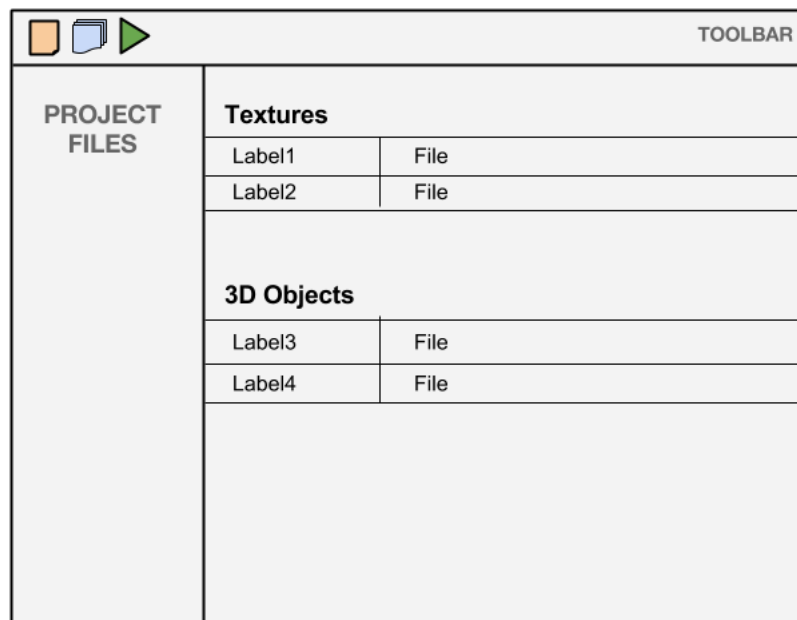 TOOLBAR
PROJECT
FILES
Textures
Label1 File
Label2 File
3D Objects
Label3 File
Label4 File